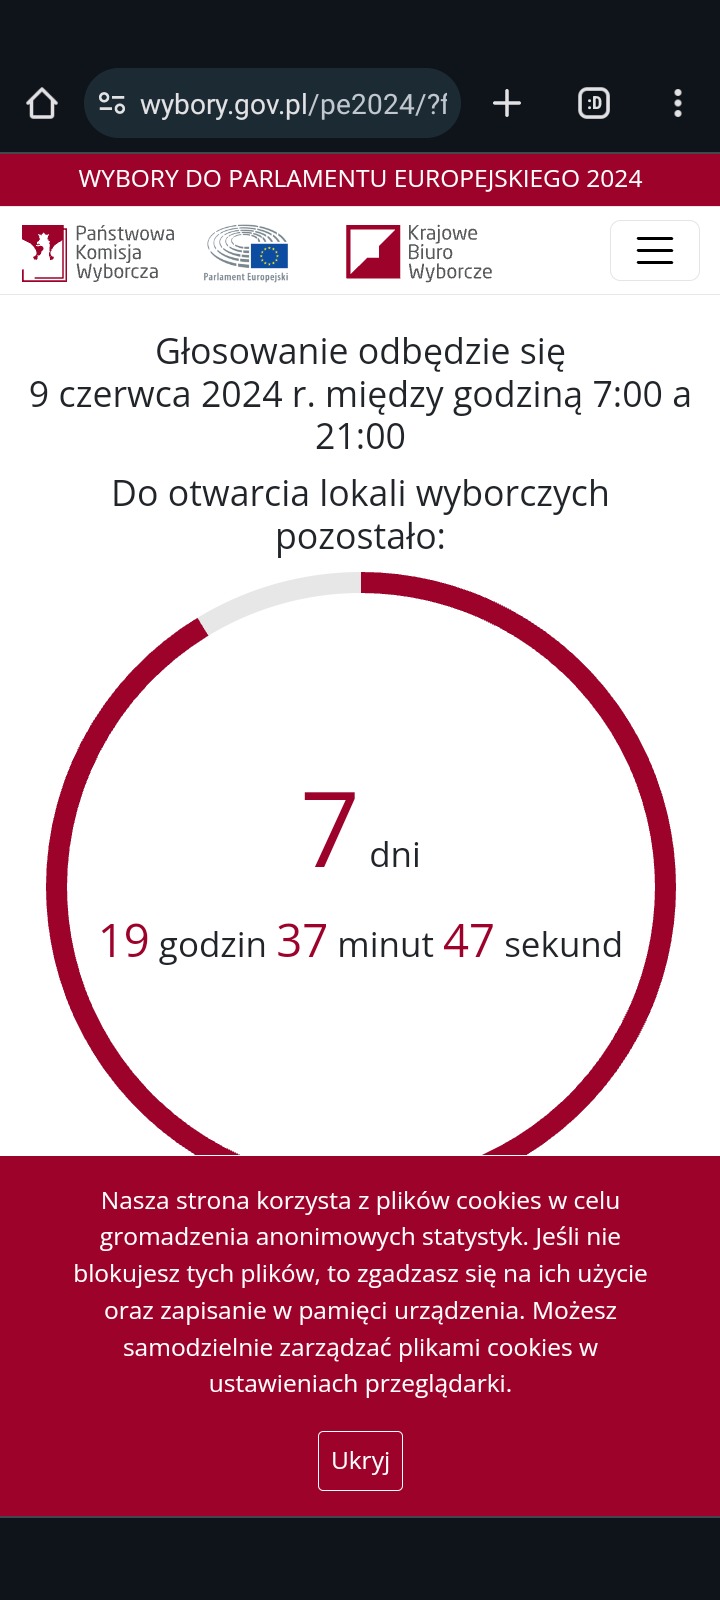 wybory.gov.pl/pe2024/?f
:D
WYBORY DO PARLAMENTU EUROPEJSKIEGO 2024
Państwowa
Komisja
Wyborcza
Parlament Europejski
Krajowe
Biuro
Wyborcze
Głosowanie odbędzie się
9 czerwca 2024 r. między godziną 7:00 a
21:00
Do otwarcia lokali wyborczych
pozostało:
7 dni
19 godzin 37 minut 47 sekund
Nasza strona korzysta z plików cookies w celu
gromadzenia anonimowych statystyk. Jeśli nie
blokujesz tych plików, to zgadzasz się na ich użycie
oraz zapisanie w pamięci urządzenia. Możesz
samodzielnie zarządzać plikami cookies w
ustawieniach przeglądarki.
Ukryj